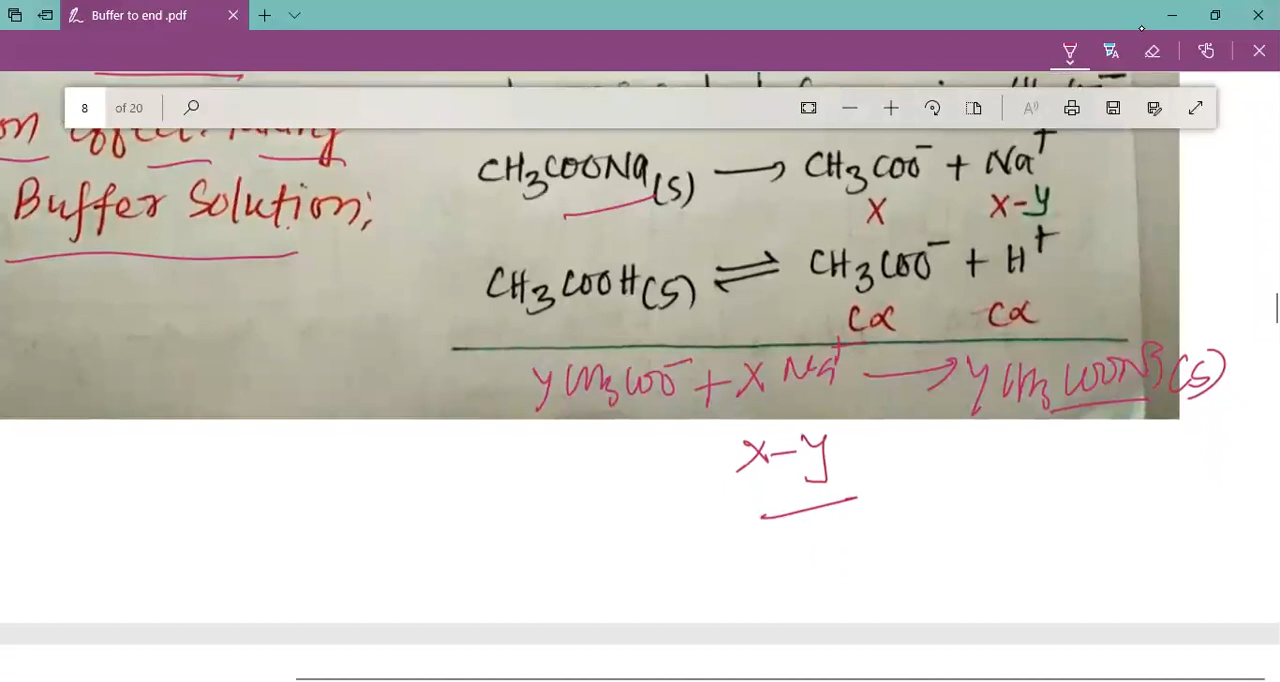 Buffer to end .pdf
8 of 20
CH3COONa(s) → CH3COO⁻ + Na⁺
Buffer Solution;
X X-Y
CH3COOH(S) ⇌ CH3COO⁻ + H⁺
Cα Cα
Y CH3COO⁻ + X Na⁺ → Y CH3COONa(s)
X-Y